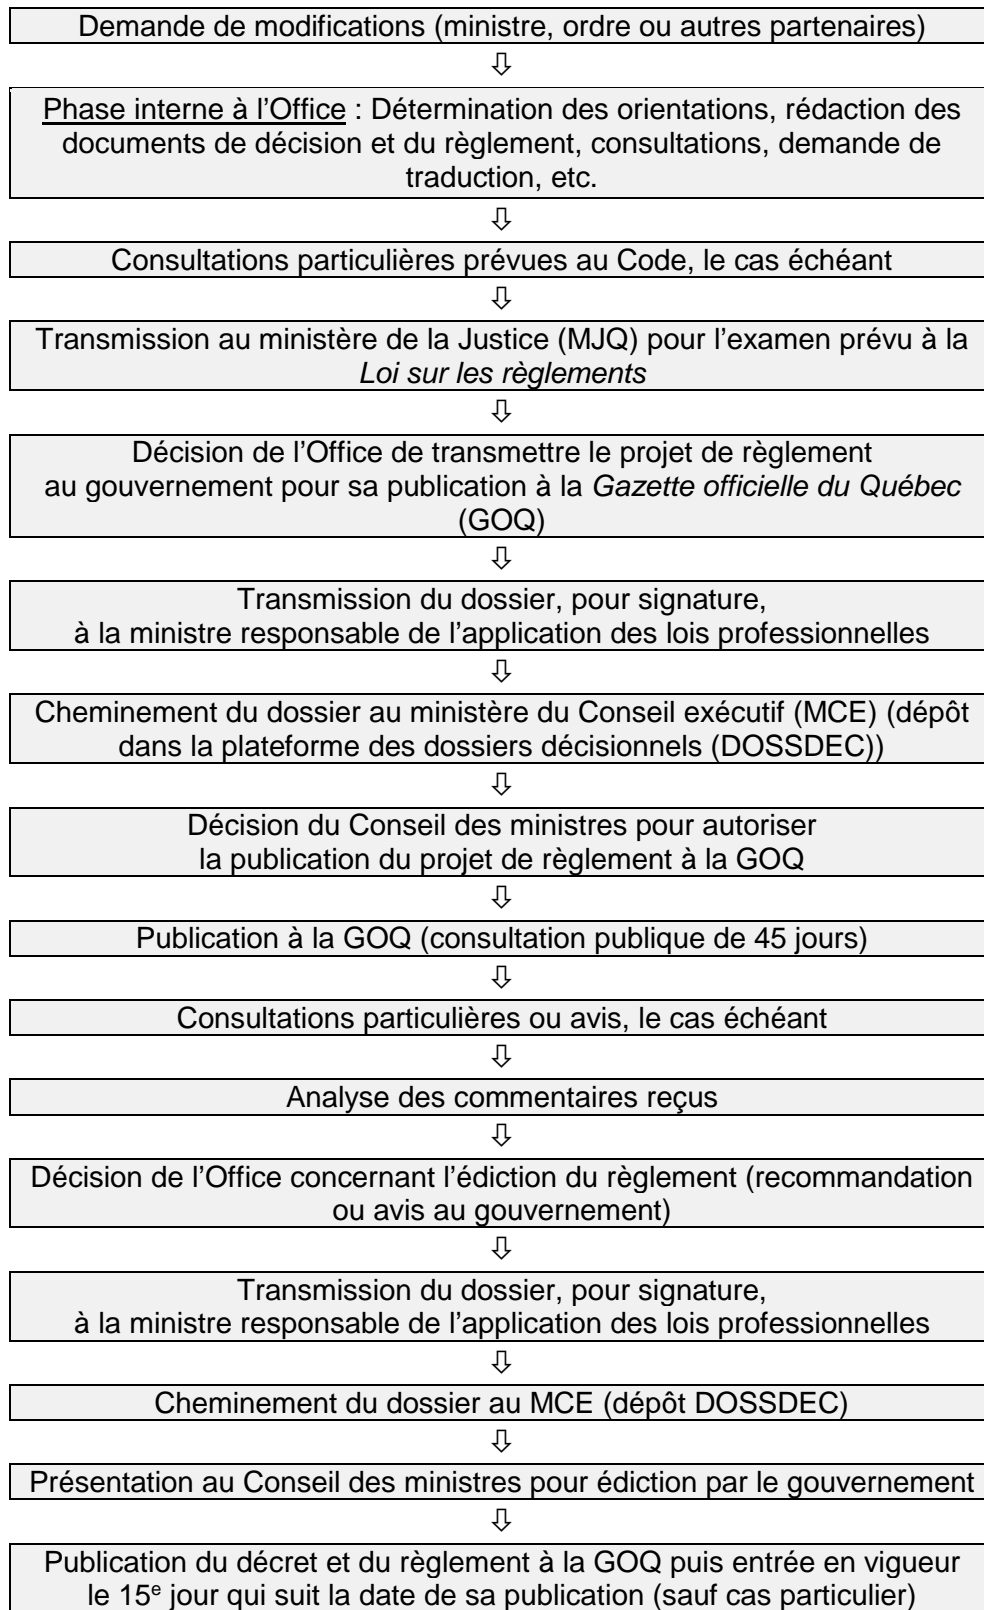 Demande de modifications (ministre, ordre ou autres partenaires)
⇩
Phase interne à l’Office : Détermination des orientations, rédaction des
documents de décision et du règlement, consultations, demande de
traduction, etc.
⇩
Consultations particulières prévues au Code, le cas échéant
⇩
Transmission au ministère de la Justice (MJQ) pour l’examen prévu à la
Loi sur les règlements
⇩
Décision de l’Office de transmettre le projet de règlement
au gouvernement pour sa publication à la Gazette officielle du Québec
(GOQ)
⇩
Transmission du dossier, pour signature,
à la ministre responsable de l’application des lois professionnelles
⇩
Cheminement du dossier au ministère du Conseil exécutif (MCE) (dépôt
dans la plateforme des dossiers décisionnels (DOSSDEC))
⇩
Décision du Conseil des ministres pour autoriser
la publication du projet de règlement à la GOQ
⇩
Publication à la GOQ (consultation publique de 45 jours)
⇩
Consultations particulières ou avis, le cas échéant
⇩
Analyse des commentaires reçus
⇩
Décision de l’Office concernant l’édiction du règlement (recommandation
ou avis au gouvernement)
⇩
Transmission du dossier, pour signature,
à la ministre responsable de l’application des lois professionnelles
⇩
Cheminement du dossier au MCE (dépôt DOSSDEC)
⇩
Présentation au Conseil des ministres pour édiction par le gouvernement
⇩
Publication du décret et du règlement à la GOQ puis entrée en vigueur
le 15e jour qui suit la date de sa publication (sauf cas particulier)